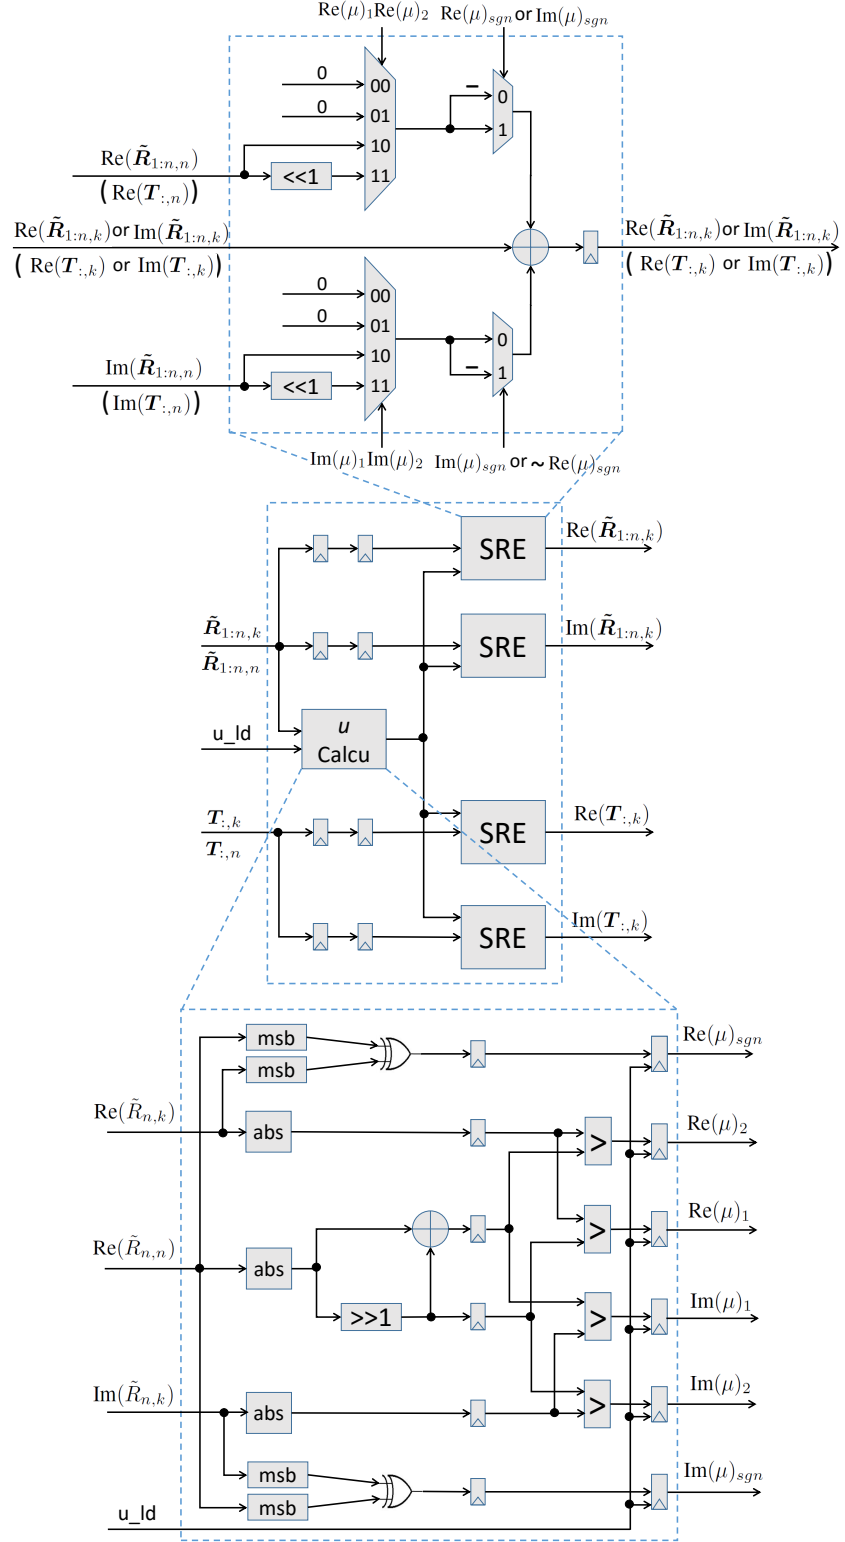 Re(μ)₁Re(μ)₂ Re(μ)sgn or Im(μ)sgn
0 00 0
0 01 1
10
Re(R̃1:n,n) <<1 11
(Re(T:,n))
Re(R̃1:n,k) or Im(R̃1:n,k) Re(R̃1:n,k) or Im(R̃1:n,k)
(Re(T:,k) or Im(T:,k)) (Re(T:,k) or Im(T:,k))
0 00
0 01 0
10 1
Im(R̃1:n,n) <<1 11
(Im(T:,n))
Im(μ)₁Im(μ)₂ Im(μ)sgn or ~Re(μ)sgn
SRE Re(R̃1:n,k)
R̃1:n,k SRE Im(R̃1:n,k)
R̃1:n,n
u_ld u
Calcu
T:,k SRE Re(T:,k)
T:,n
SRE Im(T:,k)
msb Re(μ)sgn
msb
Re(R̃n,k) abs > Re(μ)₂
> Re(μ)₁
Re(R̃n,n) abs
>>1 > Im(μ)₁
Im(R̃n,k) abs > Im(μ)₂
msb Im(μ)sgn
msb
u_ld